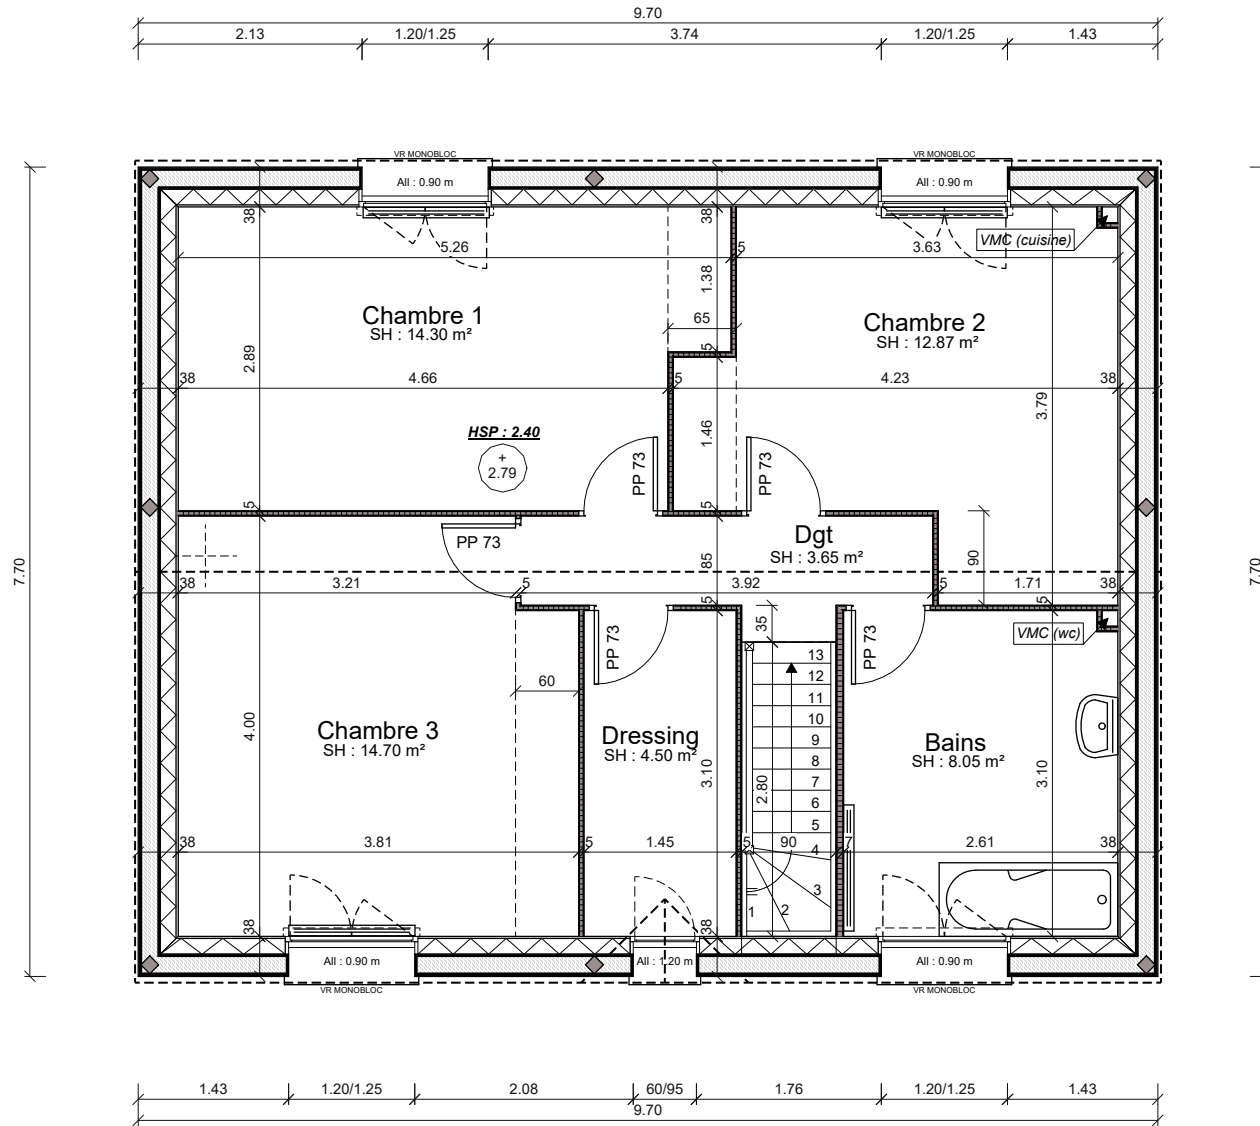 9.70
2.13 1.20/1.25 3.74 1.20/1.25 1.43
VR MONOBLOC VR MONOBLOC
All : 0.90 m All : 0.90 m
38 38
VMC (cuisine)
5.26 5 3.63
1.38
Chambre 1
SH : 14.30 m²
65
Chambre 2
SH : 12.87 m²
2.89
5
38 4.66 5 4.23 38
3.79
HSP : 2.40
+
2.79
1.46
PP 73 PP 73
5 5
PP 73
Dgt
SH : 3.65 m²
85
90
7.70
7.70
38 3.21 5 3.92 5 1.71 38
5 5
35
VMC (wc)
PP 73 PP 73
13
12
11
10
9
8
7
6
5
4
3
2
1
60
4.00
Chambre 3
SH : 14.70 m²
Dressing
SH : 4.50 m²
3.10
2.80
Bains
SH : 8.05 m²
3.10
38 3.81 5 1.45 5 90 7 2.61 38
38 38
All : 0.90 m All : 1.20 m All : 0.90 m
VR MONOBLOC VR MONOBLOC
1.43 1.20/1.25 2.08 60/95 1.76 1.20/1.25 1.43
9.70